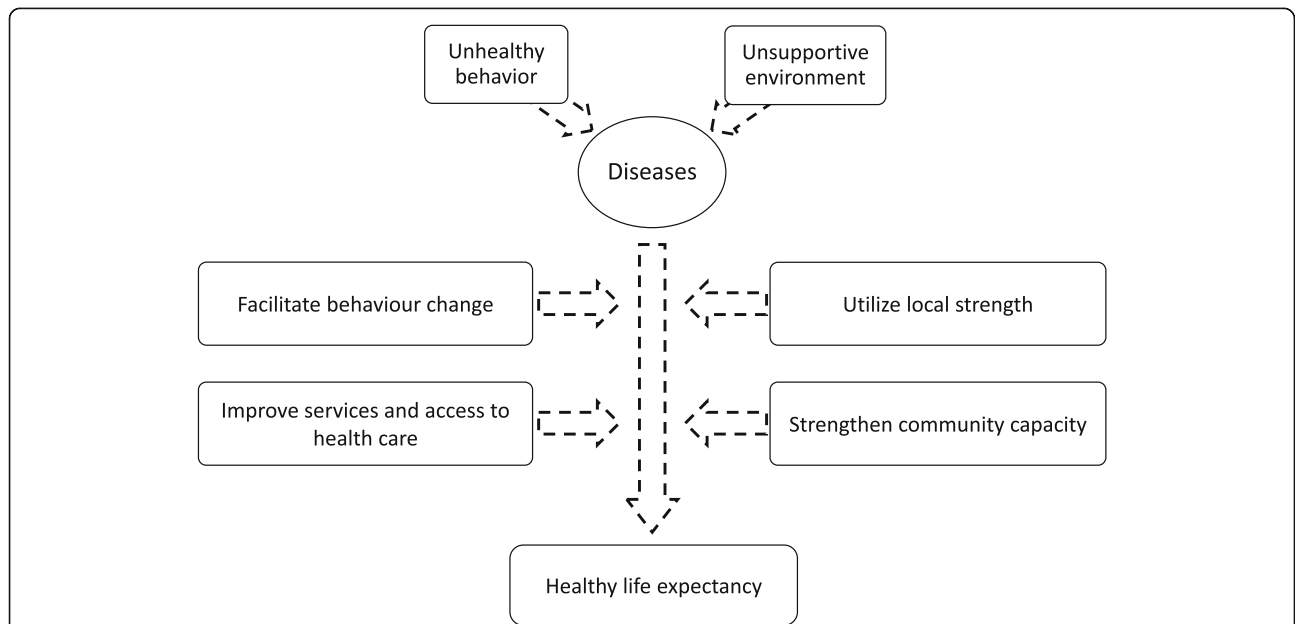 Unhealthy
behavior
Unsupportive
environment
Diseases
Facilitate behaviour change
Utilize local strength
Improve services and access to
health care
Strengthen community capacity
Healthy life expectancy